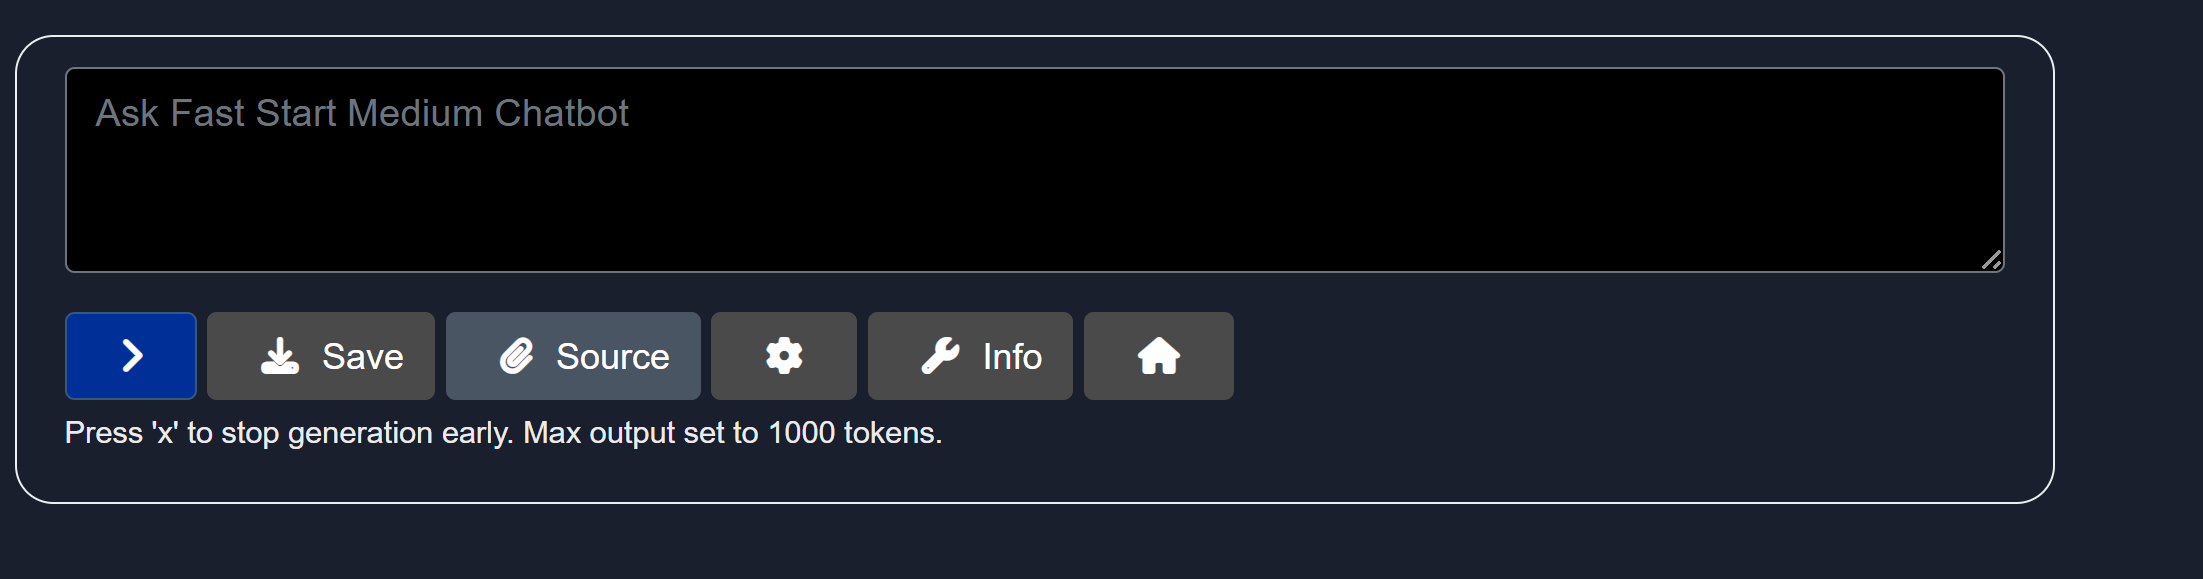 Ask Fast Start Medium Chatbot
Save Source Info
Press 'x' to stop generation early. Max output set to 1000 tokens.